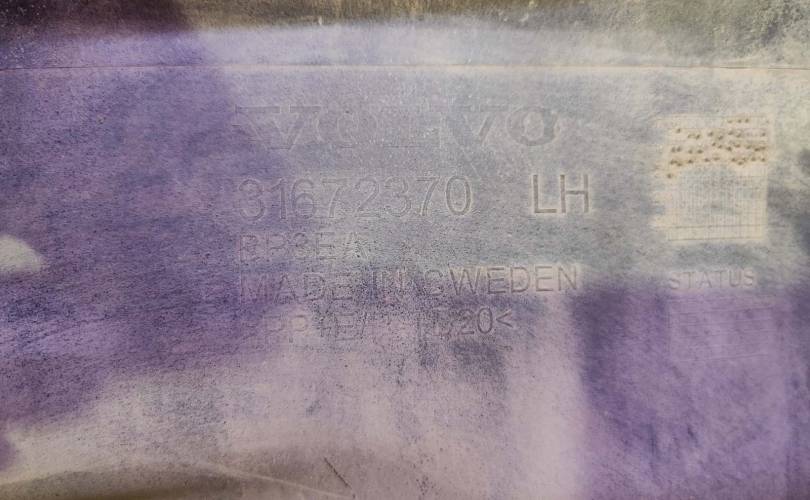 VOLVO
31672370 LH
MADE IN SWEDEN
STATUS